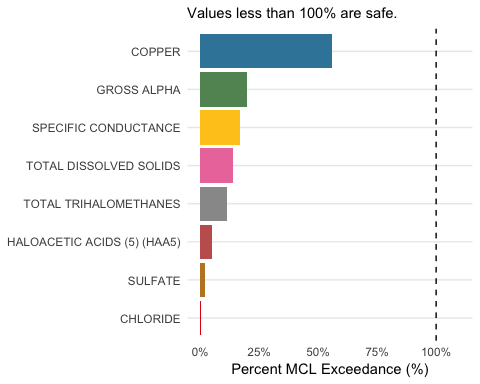 Values less than 100% are safe.
COPPER
GROSS ALPHA
SPECIFIC CONDUCTANCE
TOTAL DISSOLVED SOLIDS
TOTAL TRIHALOMETHANES
HALOACETIC ACIDS (5) (HAA5)
SULFATE
CHLORIDE
0% 25% 50% 75% 100%
Percent MCL Exceedance (%)